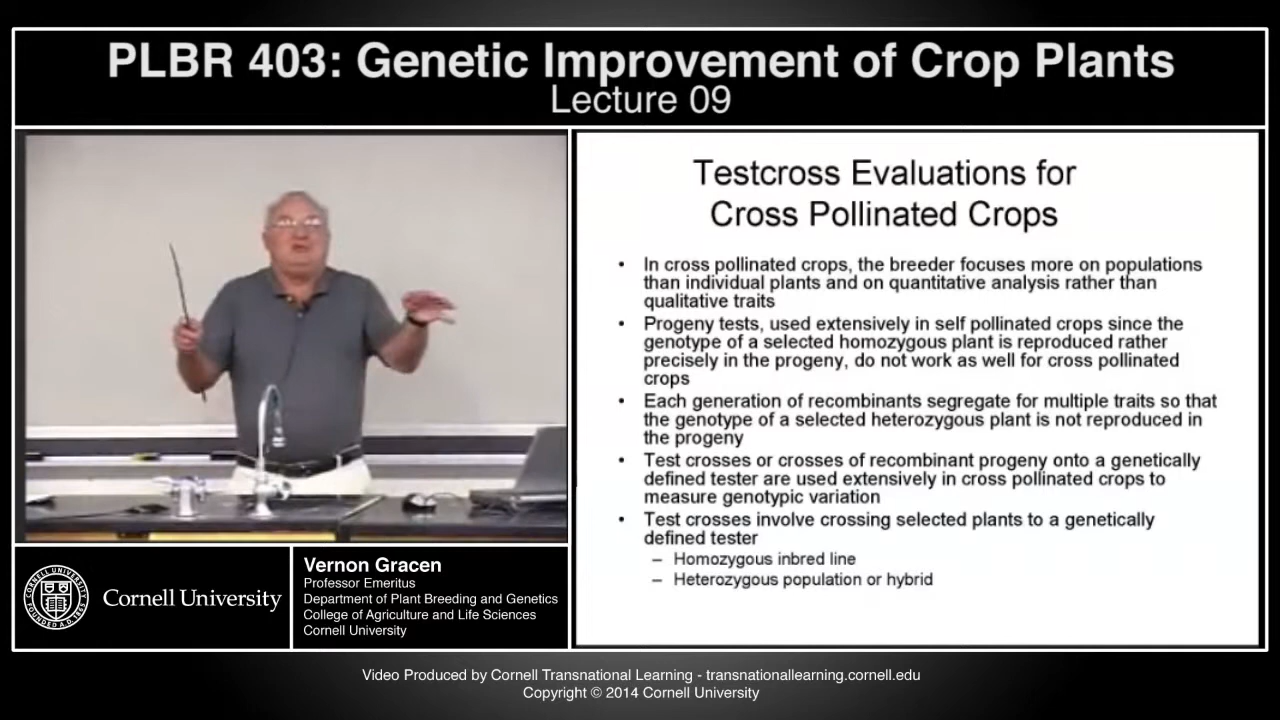 PLBR 403: Genetic Improvement of Crop Plants
Lecture 09
Testcross Evaluations for
Cross Pollinated Crops
• In cross pollinated crops, the breeder focuses more on populations
than individual plants and on quantitative analysis rather than
qualitative traits
• Progeny tests, used extensively in self pollinated crops since the
genotype of a selected homozygous plant is reproduced rather
precisely in the progeny, do not work as well for cross pollinated
crops
• Each generation of recombinants segregate for multiple traits so that
the genotype of a selected heterozygous plant is not reproduced in
the progeny
• Test crosses or crosses of recombinant progeny onto a genetically
defined tester are used extensively in cross pollinated crops to
measure genotypic variation
• Test crosses involve crossing selected plants to a genetically
defined tester
– Homozygous inbred line
– Heterozygous population or hybrid
Cornell University
Vernon Gracen
Professor Emeritus
Department of Plant Breeding and Genetics
College of Agriculture and Life Sciences
Cornell University
Video Produced by Cornell Transnational Learning - transnationallearning.cornell.edu
Copyright © 2014 Cornell University